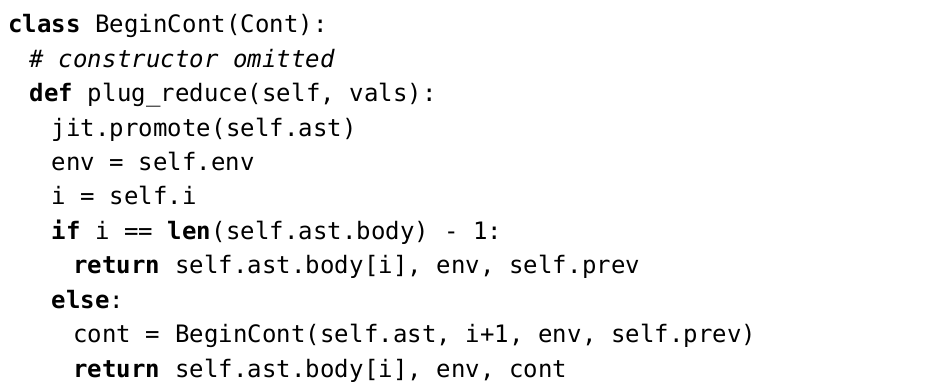 class BeginCont(Cont):
  # constructor omitted
  def plug_reduce(self, vals):
    jit.promote(self.ast)
    env = self.env
    i = self.i
    if i == len(self.ast.body) - 1:
      return self.ast.body[i], env, self.prev
    else:
      cont = BeginCont(self.ast, i+1, env, self.prev)
      return self.ast.body[i], env, cont